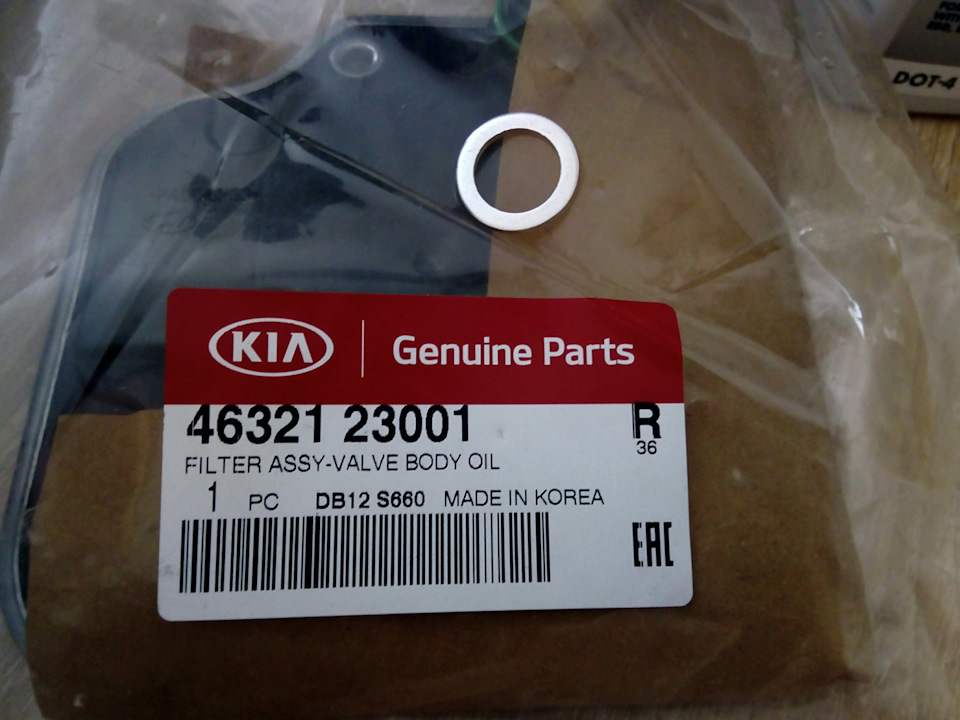 DOT-4
KIA Genuine Parts
46321 23001 R
36
FILTER ASSY-VALVE BODY OIL
1 PC DB12 S660 MADE IN KOREA
EAC